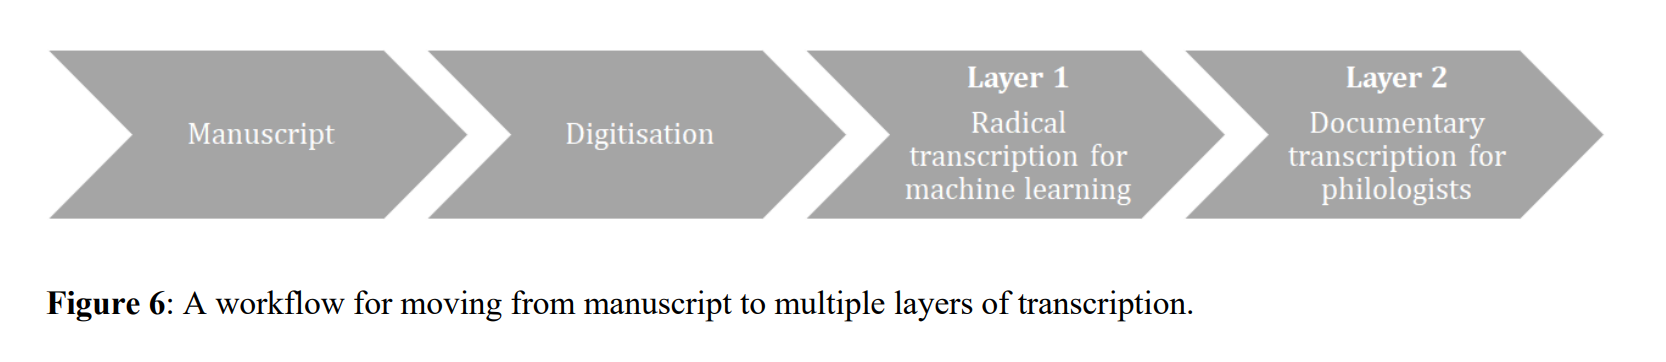 Manuscript
Digitisation
Layer 1
Radical
transcription for
machine learning
Layer 2
Documentary
transcription for
philologists
Figure 6: A workflow for moving from manuscript to multiple layers of transcription.